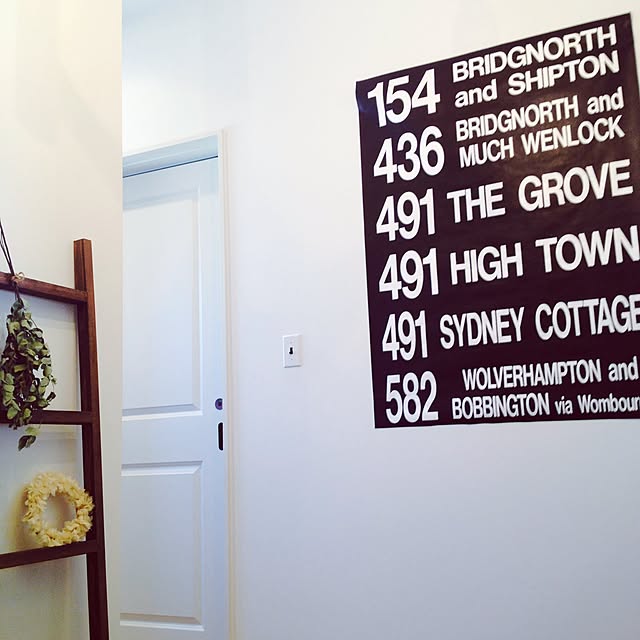 154 BRIDGNORTH
and SHIPTON
436 BRIDGNORTH and
MUCH WENLOCK
491 THE GROVE
491 HIGH TOWN
491 SYDNEY COTTAGE
582 WOLVERHAMPTON and
BOBBINGTON via